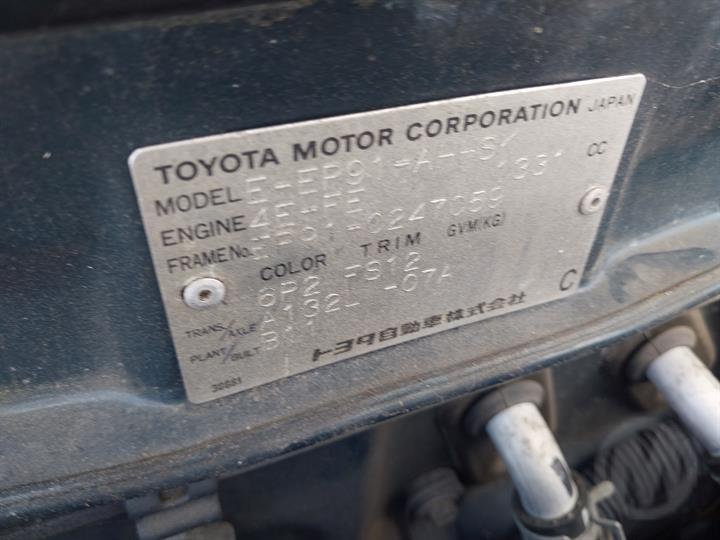 TOYOTA MOTOR CORPORATION JAPAN
MODEL E-EP91-A--S
ENGINE 4E-FE 1331 CC
FRAME No. EP91-0247059
COLOR TRIM GVM(KG)
6P2 FS12
TRANS/AXLE A132L -07A
PLANT/BUILT C
トヨタ自動車株式会社
30661